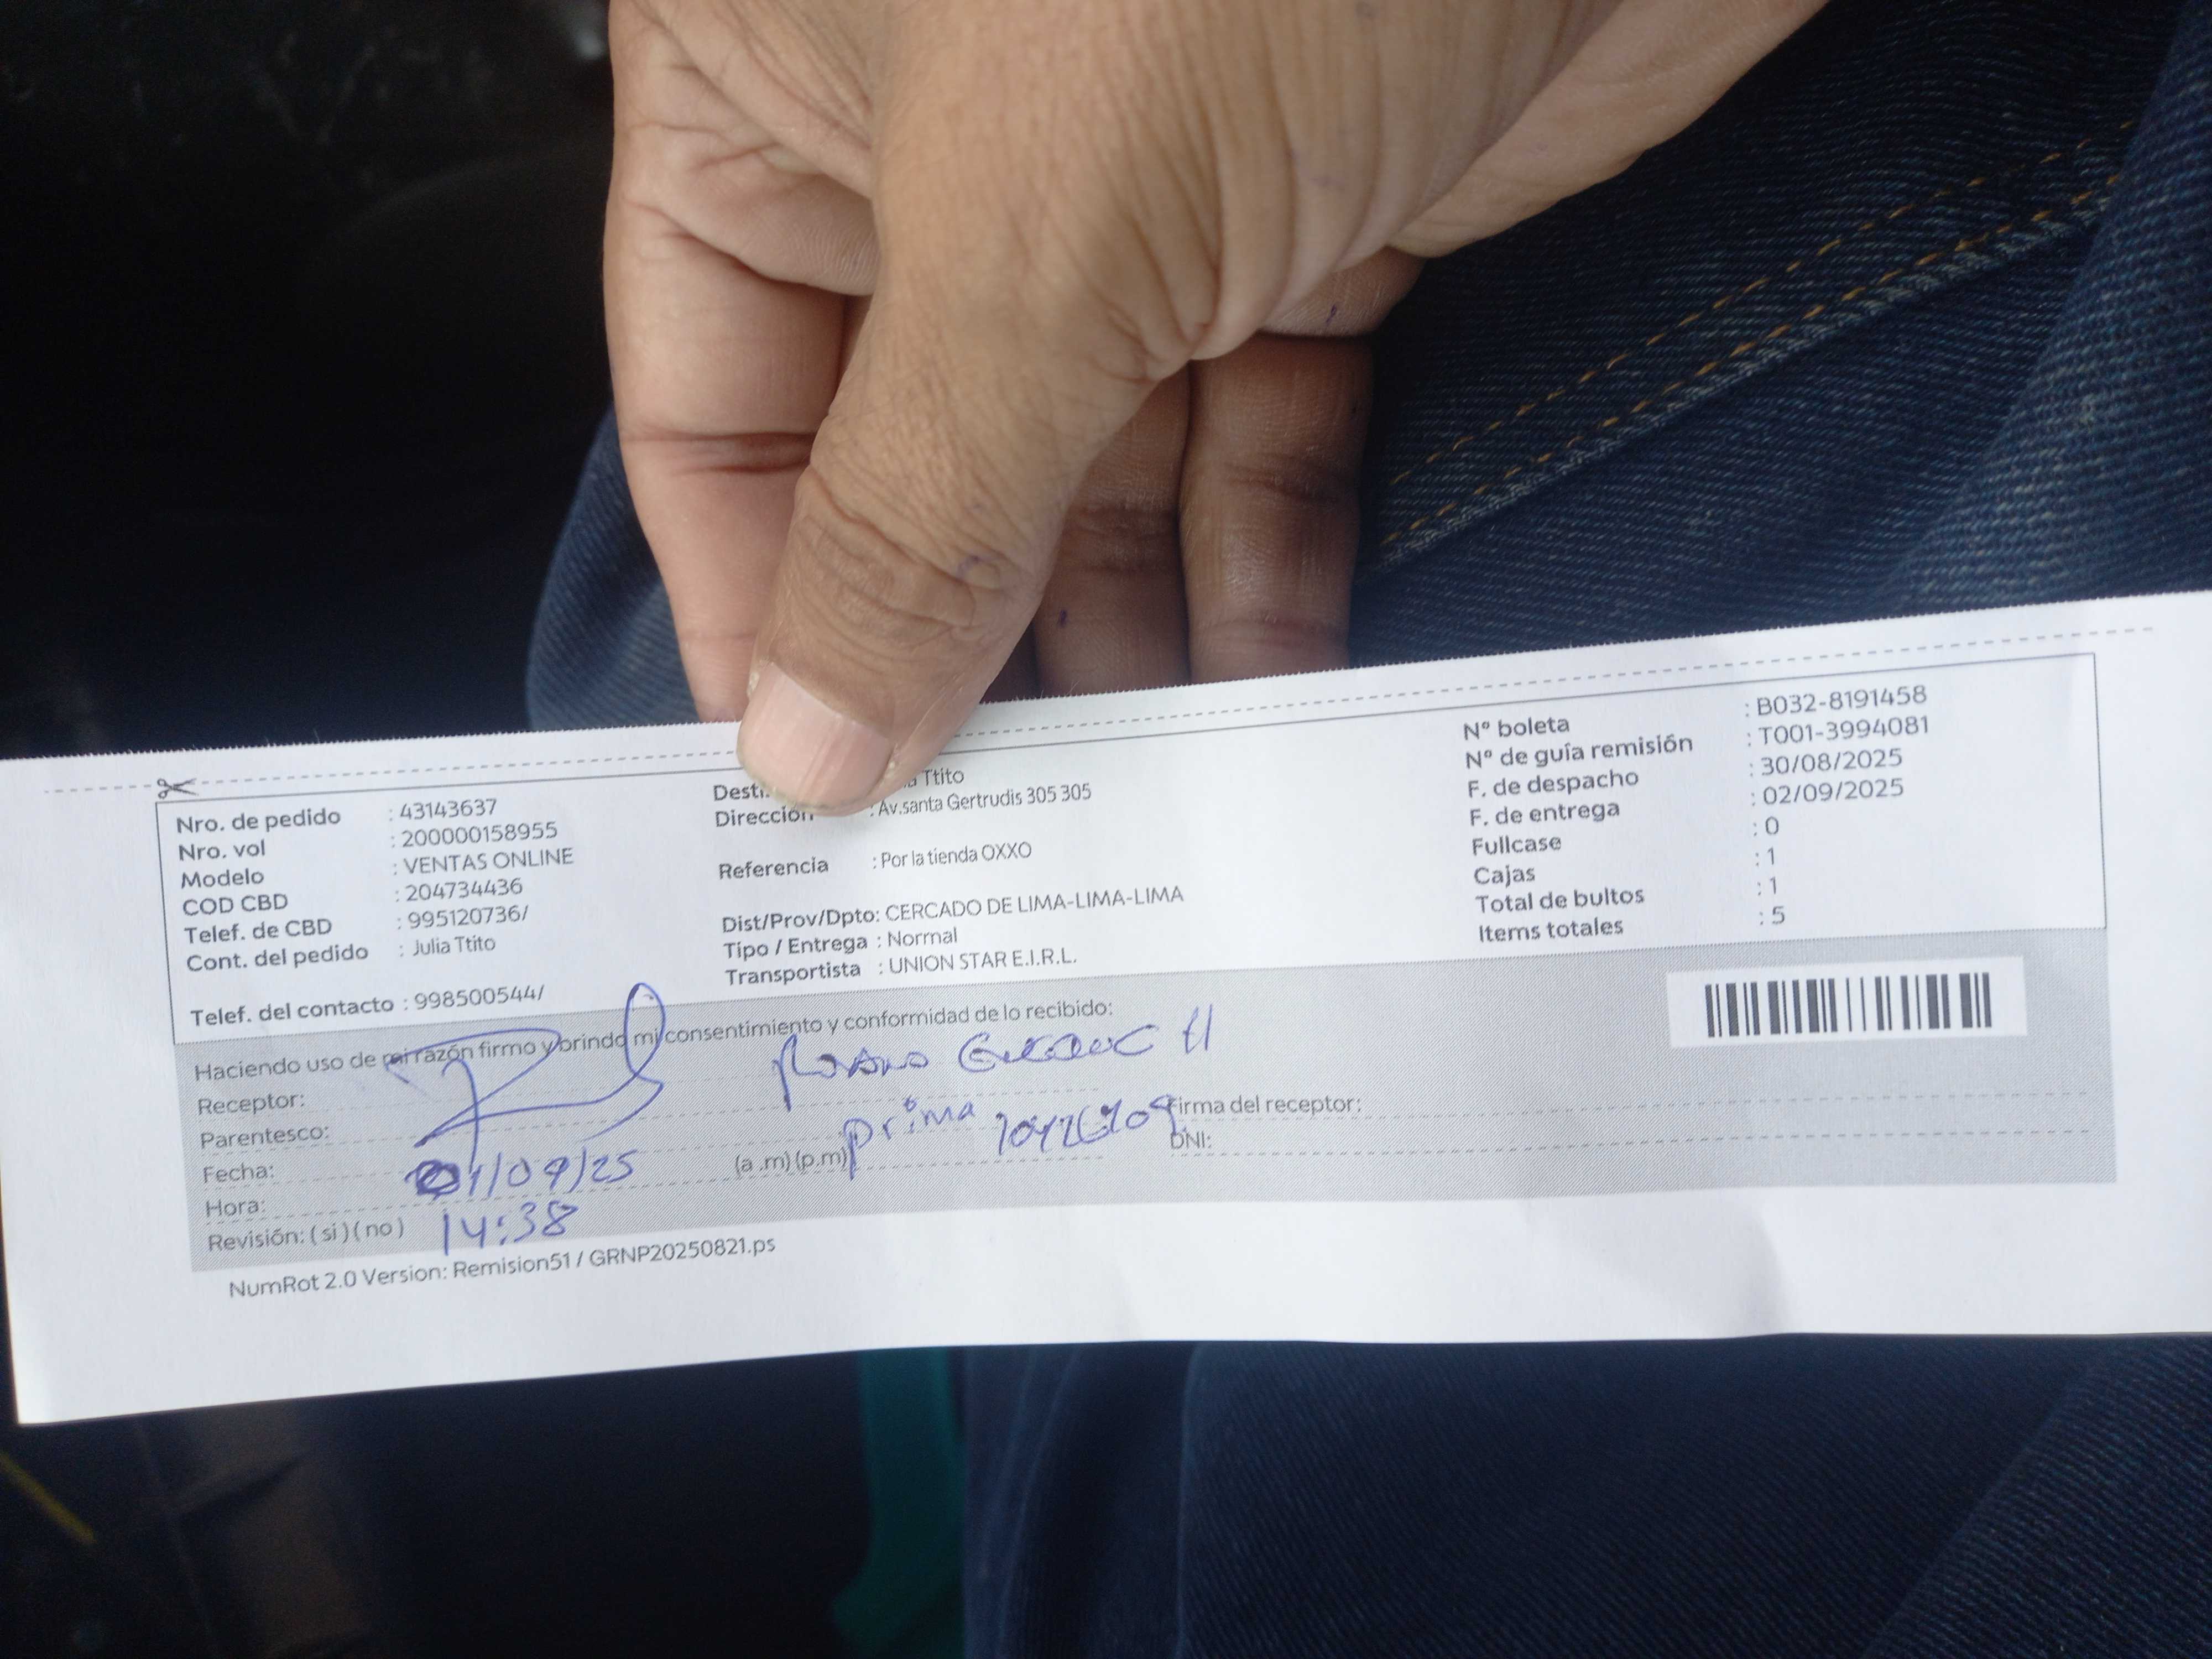 Nro. de pedido : 43143637
Nro. vol : 200000158955
Modelo : VENTAS ONLINE
COD CBD : 204734436
Telef. de CBD : 995120736/
Cont. del pedido : Julia Ttito
Telef. del contacto : 998500544/
Ttito
Dirección : Av.santa Gertrudis 305 305
Referencia : Por la tienda OXXO
Dist/Prov/Dpto: CERCADO DE LIMA-LIMA-LIMA
Tipo / Entrega : Normal
Transportista : UNION STAR E.I.R.L.
Nº boleta : B032-8191458
Nº de guía remisión : T001-3994081
F. de despacho : 30/08/2025
F. de entrega : 02/09/2025
Fullcase : 0
Cajas : 1
Total de bultos : 1
Items totales : 5
Haciendo uso de mi razón firmo y brindo mi consentimiento y conformidad de lo recibido:
Receptor:
Parentesco: prima
Firma del receptor:
Fecha: 01/09/25 (a .m) (p.m)
DNI:
Hora: 14:38
Revisión: ( si ) ( no )
NumRot 2.0 Version: Remision51 / GRNP20250821.ps